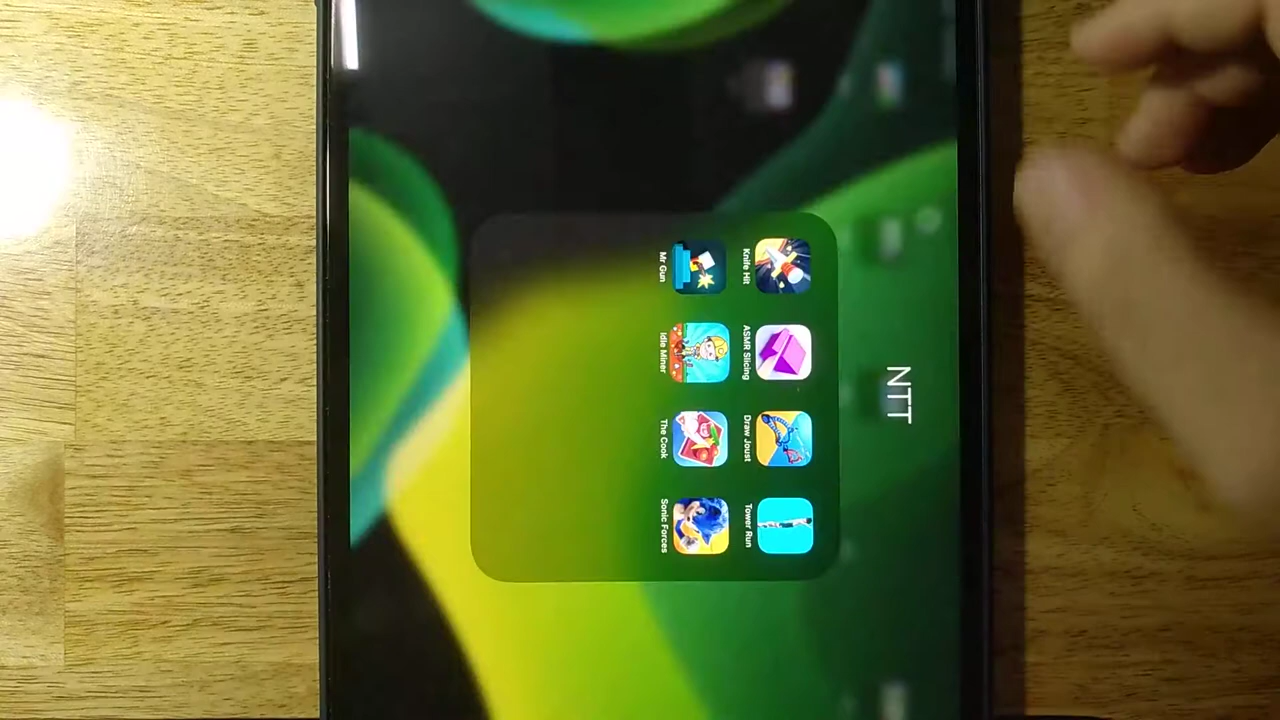 NTT
Knife Hit
ASMR Slicing
Draw Joust
Tower Run
Mr Gun
Idle Miner
The Cook
Sonic Forces